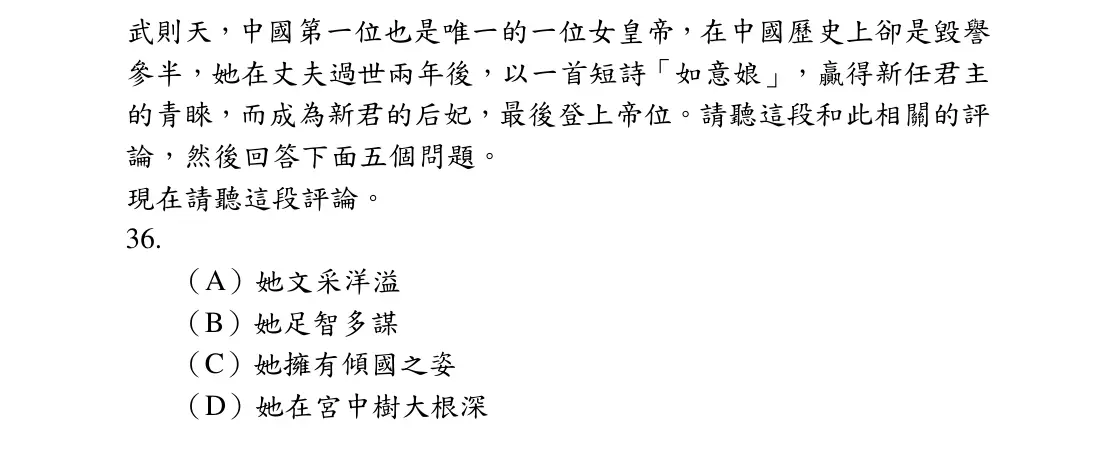 武則天，中國第一位也是唯一的一位女皇帝，在中國歷史上卻是毀譽
參半，她在丈夫過世兩年後，以一首短詩「如意娘」，贏得新任君主
的青睞，而成為新君的后妃，最後登上帝位。請聽這段和此相關的評
論，然後回答下面五個問題。
現在請聽這段評論。
36.
（A）她文采洋溢
（B）她足智多謀
（C）她擁有傾國之姿
（D）她在宮中樹大根深